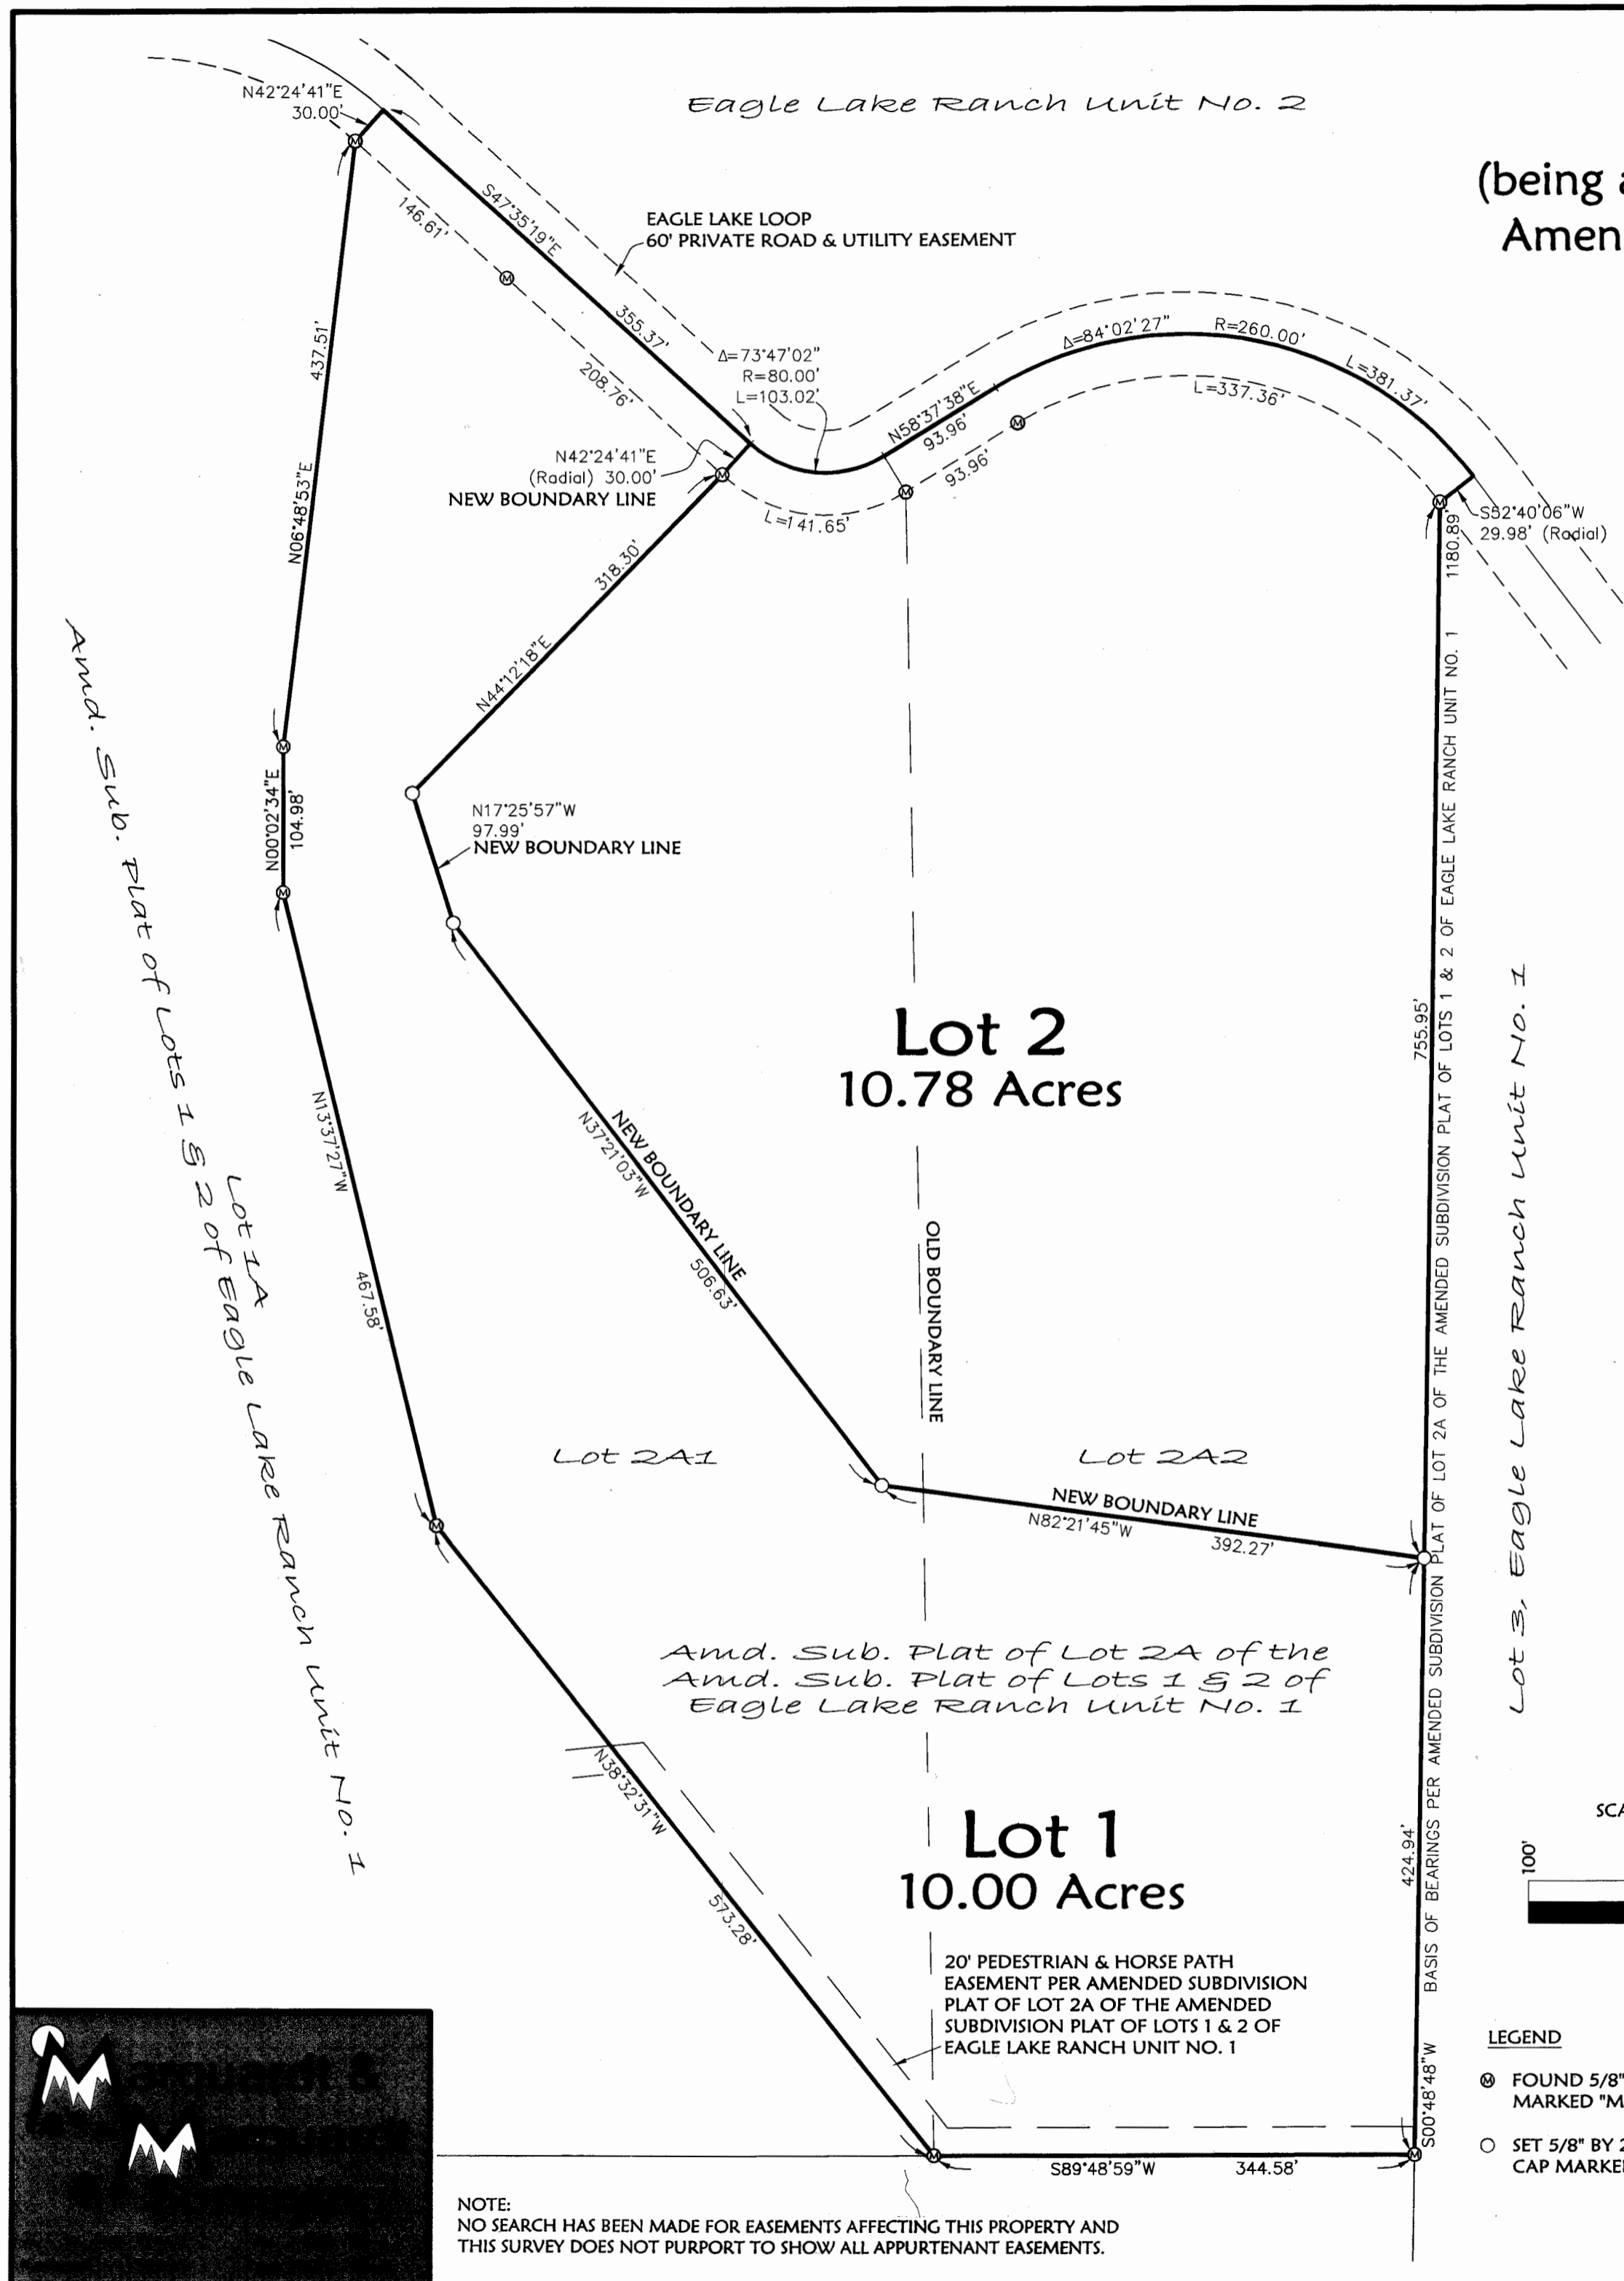 N42°24'41"E
30.00'
Eagle Lake Ranch Unit No. 2
(being a
Amen
S47°35'19"E
355.37'
146.61'
208.76'
EAGLE LAKE LOOP
60' PRIVATE ROAD & UTILITY EASEMENT
Δ=73°47'02"
R=80.00'
L=103.02'
Δ=84°02'27" R=260.00'
L=381.37'
L=337.36'
N58°37'38"E
93.96'
93.96'
N42°24'41"E
(Radial) 30.00'
NEW BOUNDARY LINE
L=141.65'
S52°40'06"W
29.98' (Radial)
437.51'
N06°48'53"E
318.30'
N44°12'18"E
1180.89'
N00°02'34"E
104.98'
N17°25'57"W
97.99'
NEW BOUNDARY LINE
Amd. Sub. Plat of Lots 1 & 2 of Eagle Lake Ranch Unit No. 1
Lot 1A
N13°37'27"W
467.58'
Lot 2
10.78 Acres
NEW BOUNDARY LINE
N37°21'03"W
506.63'
OLD BOUNDARY LINE
755.95'
BASIS OF BEARINGS PER AMENDED SUBDIVISION PLAT OF LOT 2A OF THE AMENDED SUBDIVISION PLAT OF LOTS 1 & 2 OF EAGLE LAKE RANCH UNIT NO. 1
Lot 3, Eagle Lake Ranch Unit No. 1
Lot 2A1
Lot 2A2
NEW BOUNDARY LINE
N82°21'45"W
392.27'
Amd. Sub. Plat of Lot 2A of the
Amd. Sub. Plat of Lots 1 & 2 of
Eagle Lake Ranch Unit No. 1
N38°32'31"W
573.28'
Lot 1
10.00 Acres
424.94'
SCA
100'
20' PEDESTRIAN & HORSE PATH
EASEMENT PER AMENDED SUBDIVISION
PLAT OF LOT 2A OF THE AMENDED
SUBDIVISION PLAT OF LOTS 1 & 2 OF
EAGLE LAKE RANCH UNIT NO. 1
S00°48'48"W
LEGEND
FOUND 5/8"
MARKED "M
SET 5/8" BY 2
CAP MARKE
S89°48'59"W 344.58'
Marquardt &
NOTE:
NO SEARCH HAS BEEN MADE FOR EASEMENTS AFFECTING THIS PROPERTY AND
THIS SURVEY DOES NOT PURPORT TO SHOW ALL APPURTENANT EASEMENTS.